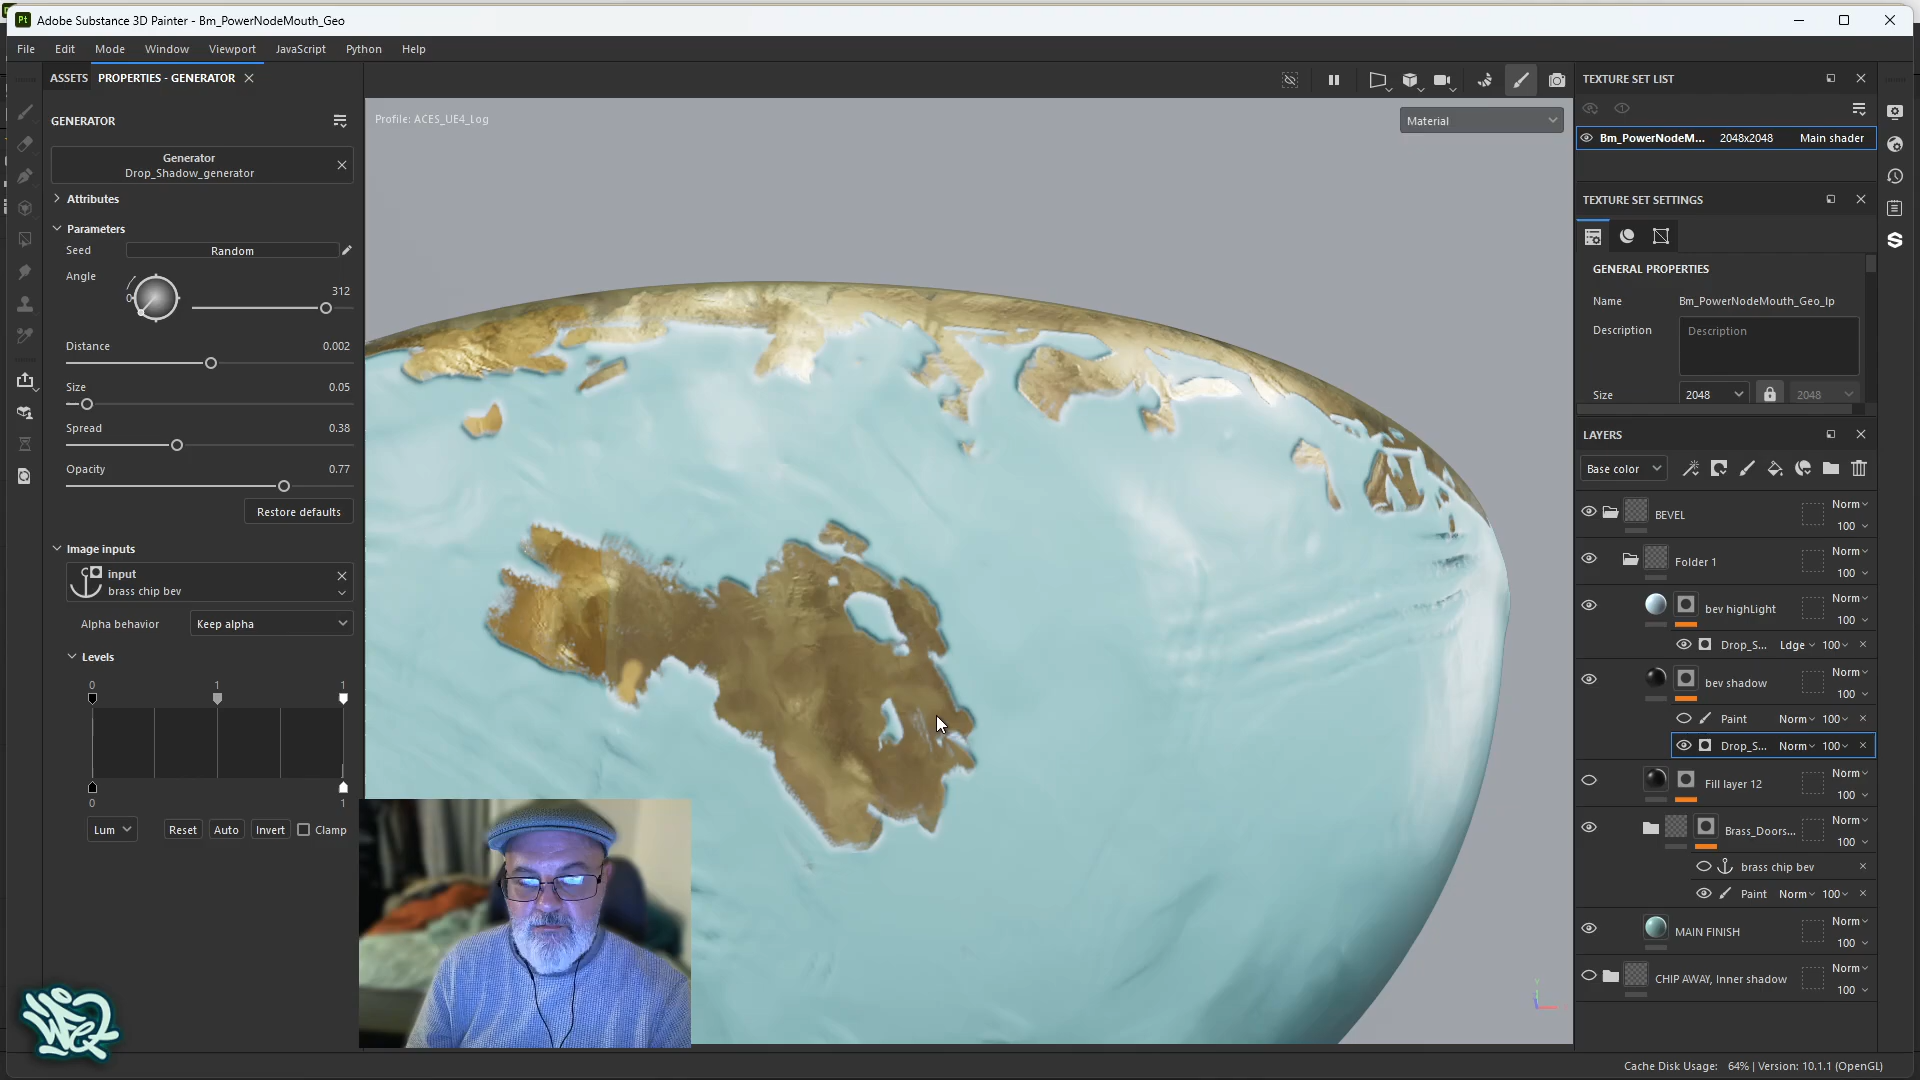 Pt Adobe Substance 3D Painter - Bm_PowerNodeMouth_Geo
File Edit Mode Window Viewport JavaScript Python Help
ASSETS PROPERTIES - GENERATOR
GENERATOR
Generator
Drop_Shadow_generator
Attributes
Parameters
Seed Random
Angle
0
312
Distance 0.002
Size 0.05
Spread 0.38
Opacity 0.77
Restore defaults
Image inputs
input
brass chip bev
Alpha behavior Keep alpha
Levels
0 1 1
0 1
Lum Reset Auto Invert Clamp
Profile: ACES_UE4_Log
Material
TEXTURE SET LIST
Bm_PowerNodeM... 2048x2048 Main shader
TEXTURE SET SETTINGS
GENERAL PROPERTIES
Name Bm_PowerNodeMouth_Geo_lp
Description Description
Size 2048 2048
LAYERS
Base color
BEVEL Norm
100
Folder 1 Norm
100
bev highLight Norm
100
Drop_S... Ldge 100
bev shadow Norm
100
Paint Norm 100
Drop_S... Norm 100
Fill layer 12 Norm
100
Brass_Doors... Norm
100
brass chip bev
Paint Norm 100
MAIN FINISH Norm
100
CHIP AWAY, Inner shadow Norm
100
Cache Disk Usage: 64% | Version: 10.1.1 (OpenGL)